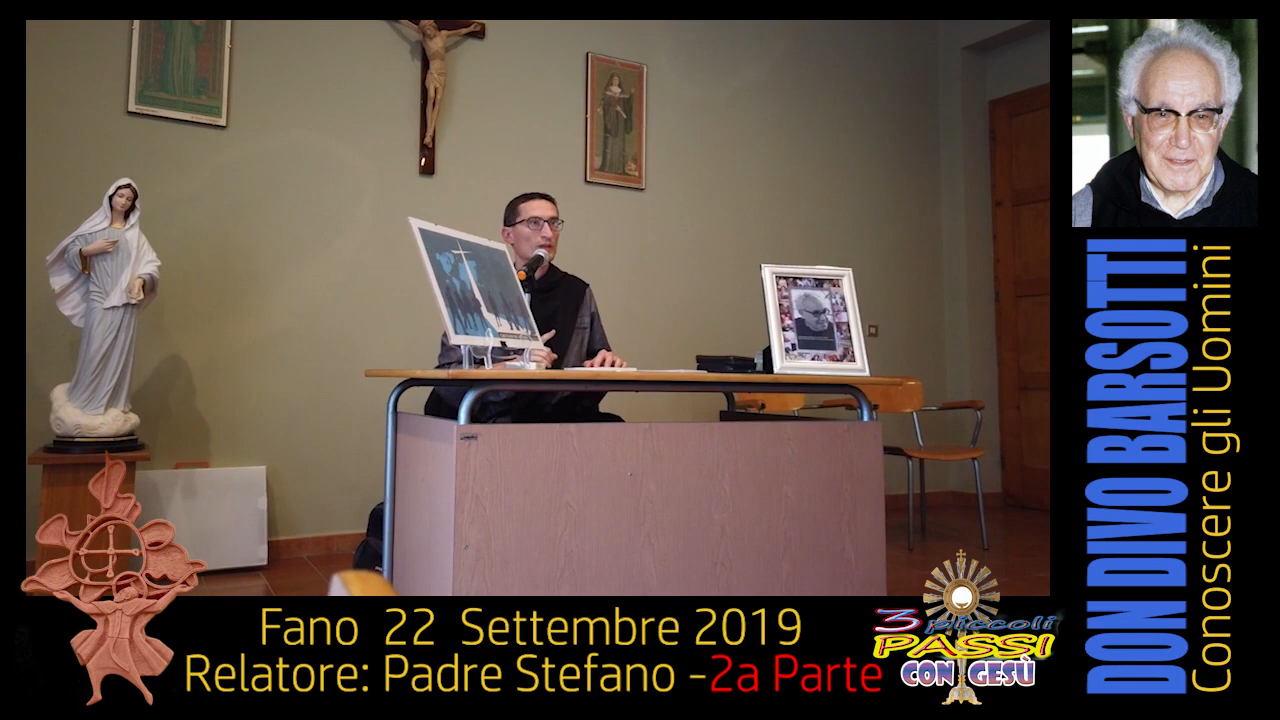 DON DIVO BARSOTTI
Conoscere gli Uomini
Fano 22 Settembre 2019
Relatore: Padre Stefano -2a Parte
3 piccoli
PASSI
CON GESÙ